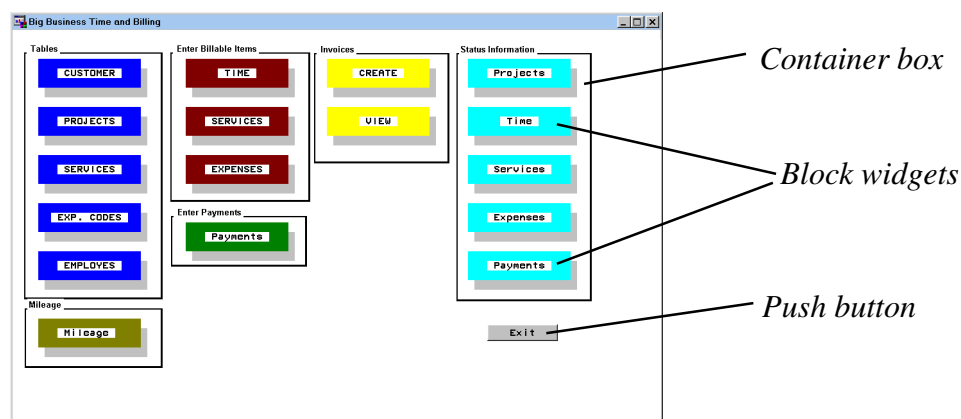 Big Business Time and Billing
Tables
CUSTOMER
PROJECTS
SERVICES
EXP. CODES
EMPLOYES
Mileage
Mileage
Enter Billable Items
TIME
SERVICES
EXPENSES
Enter Payments
Payments
Invoices
CREATE
VIEW
Status Information
Projects
Time
Services
Expenses
Payments
Exit
Container box
Block widgets
Push button